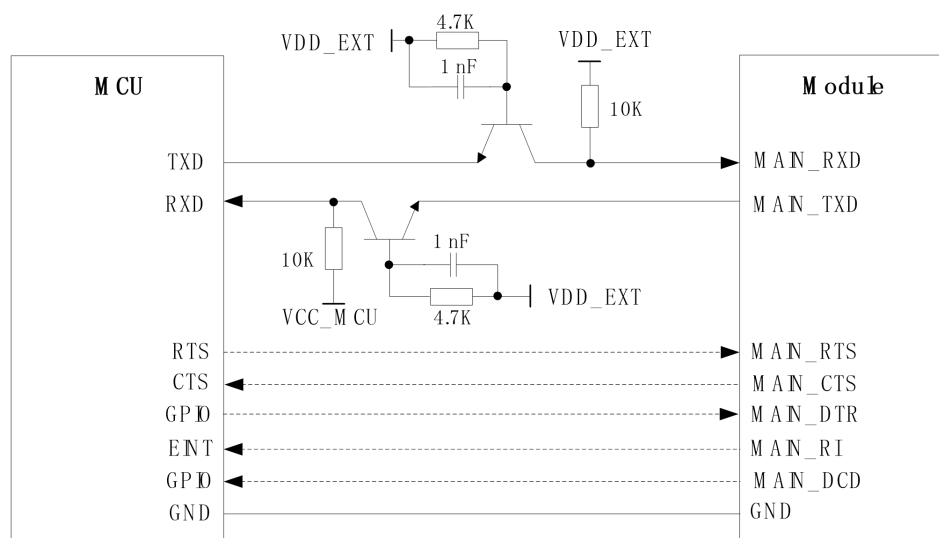 4.7K
VDD_EXT
VDD_EXT
1 nF
MCU
Module
10K
TXD
MAIN_RXD
RXD
MAIN_TXD
1 nF
10K
VDD_EXT
VCC_MCU
4.7K
RTS
MAIN_RTS
CTS
MAIN_CTS
GPIO
MAIN_DTR
EINT
MAIN_RI
GPIO
MAIN_DCD
GND
GND